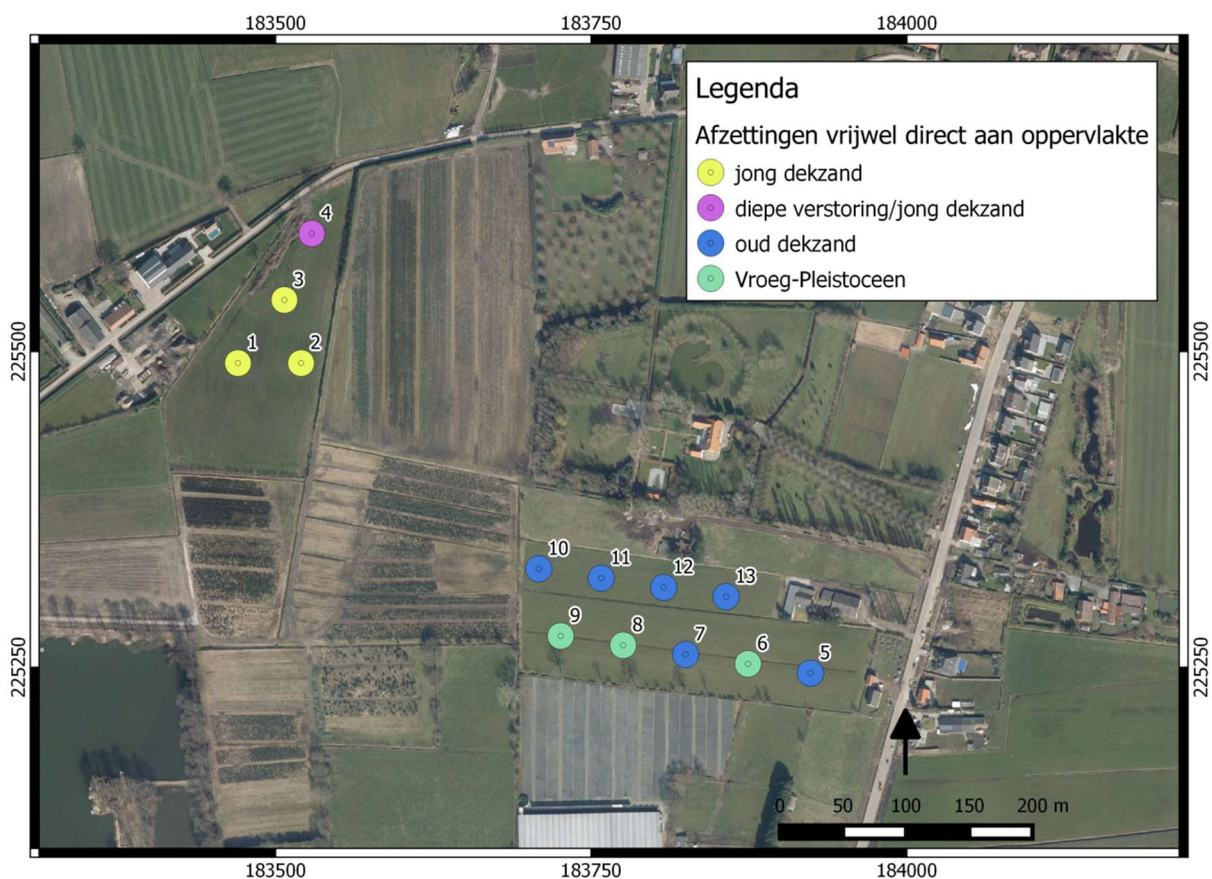 183500 183750 184000
Legenda
Afzettingen vrijwel direct aan oppervlakte
jong dekzand
diepe verstoring/jong dekzand
oud dekzand
Vroeg-Pleistoceen
4
3
1 2
225500 225500
10 11 12 13
9 8 7 6 5
225250 225250
0 50 100 150 200 m
183500 183750 184000